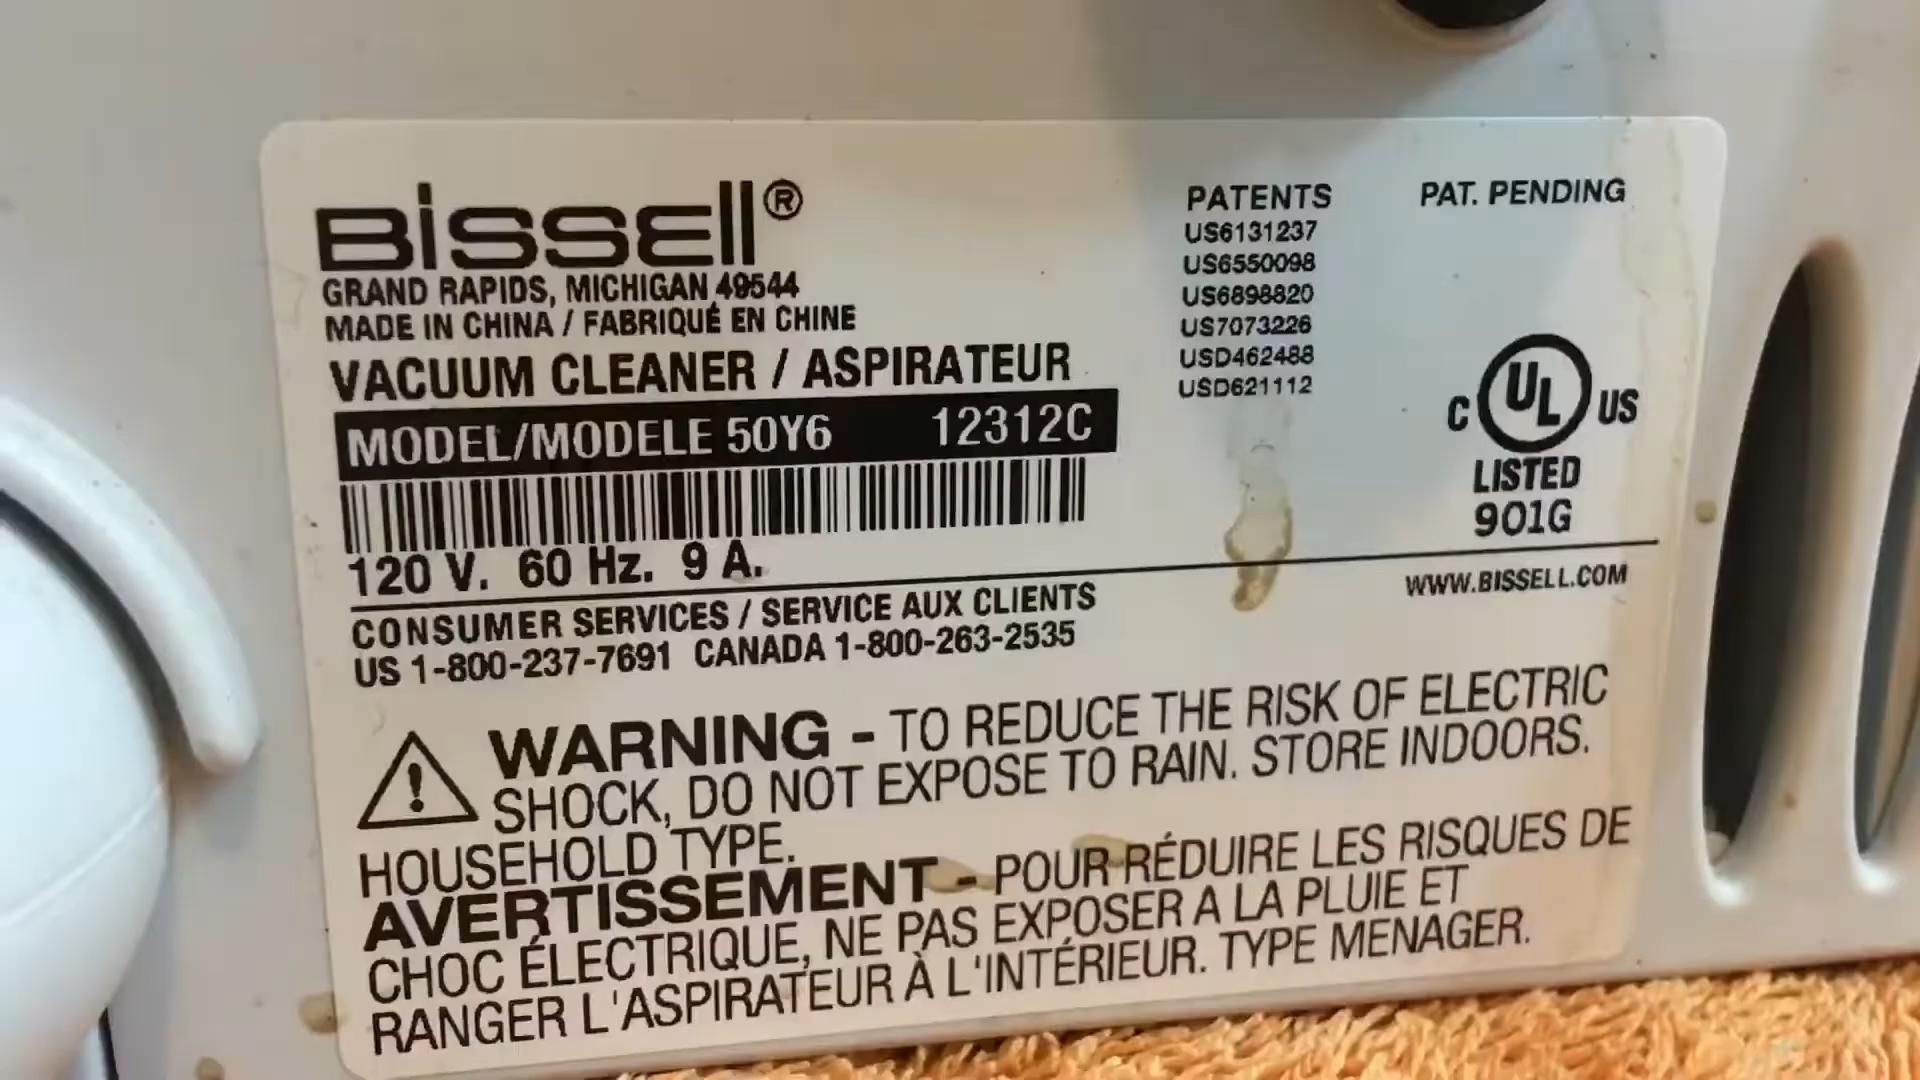 BISSELL®
GRAND RAPIDS, MICHIGAN 49544
MADE IN CHINA / FABRIQUÉ EN CHINE
VACUUM CLEANER / ASPIRATEUR
MODEL/MODELE 50Y6 12312C
120 V. 60 Hz. 9 A.
CONSUMER SERVICES / SERVICE AUX CLIENTS
US 1-800-237-7691 CANADA 1-800-263-2535
PATENTS
US6131237
US6550098
US6898820
US7073226
USD462488
USD621112
PAT. PENDING
C UL US
LISTED
901G
WWW.BISSELL.COM
WARNING - TO REDUCE THE RISK OF ELECTRIC
SHOCK, DO NOT EXPOSE TO RAIN. STORE INDOORS.
HOUSEHOLD TYPE.
AVERTISSEMENT - POUR RÉDUIRE LES RISQUES DE
CHOC ÉLECTRIQUE, NE PAS EXPOSER A LA PLUIE ET
RANGER L'ASPIRATEUR À L'INTÉRIEUR. TYPE MENAGER.